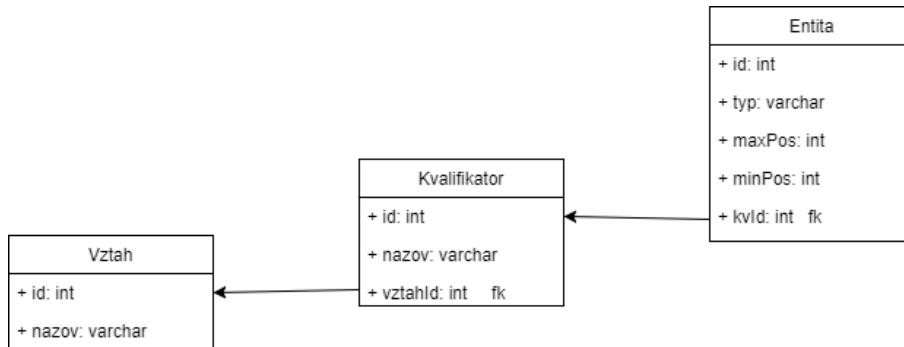 Entita
+ id: int
+ typ: varchar
+ maxPos: int
+ minPos: int
+ kvId: int fk
Kvalifikator
+ id: int
+ nazov: varchar
+ vztahId: int fk
Vztah
+ id: int
+ nazov: varchar